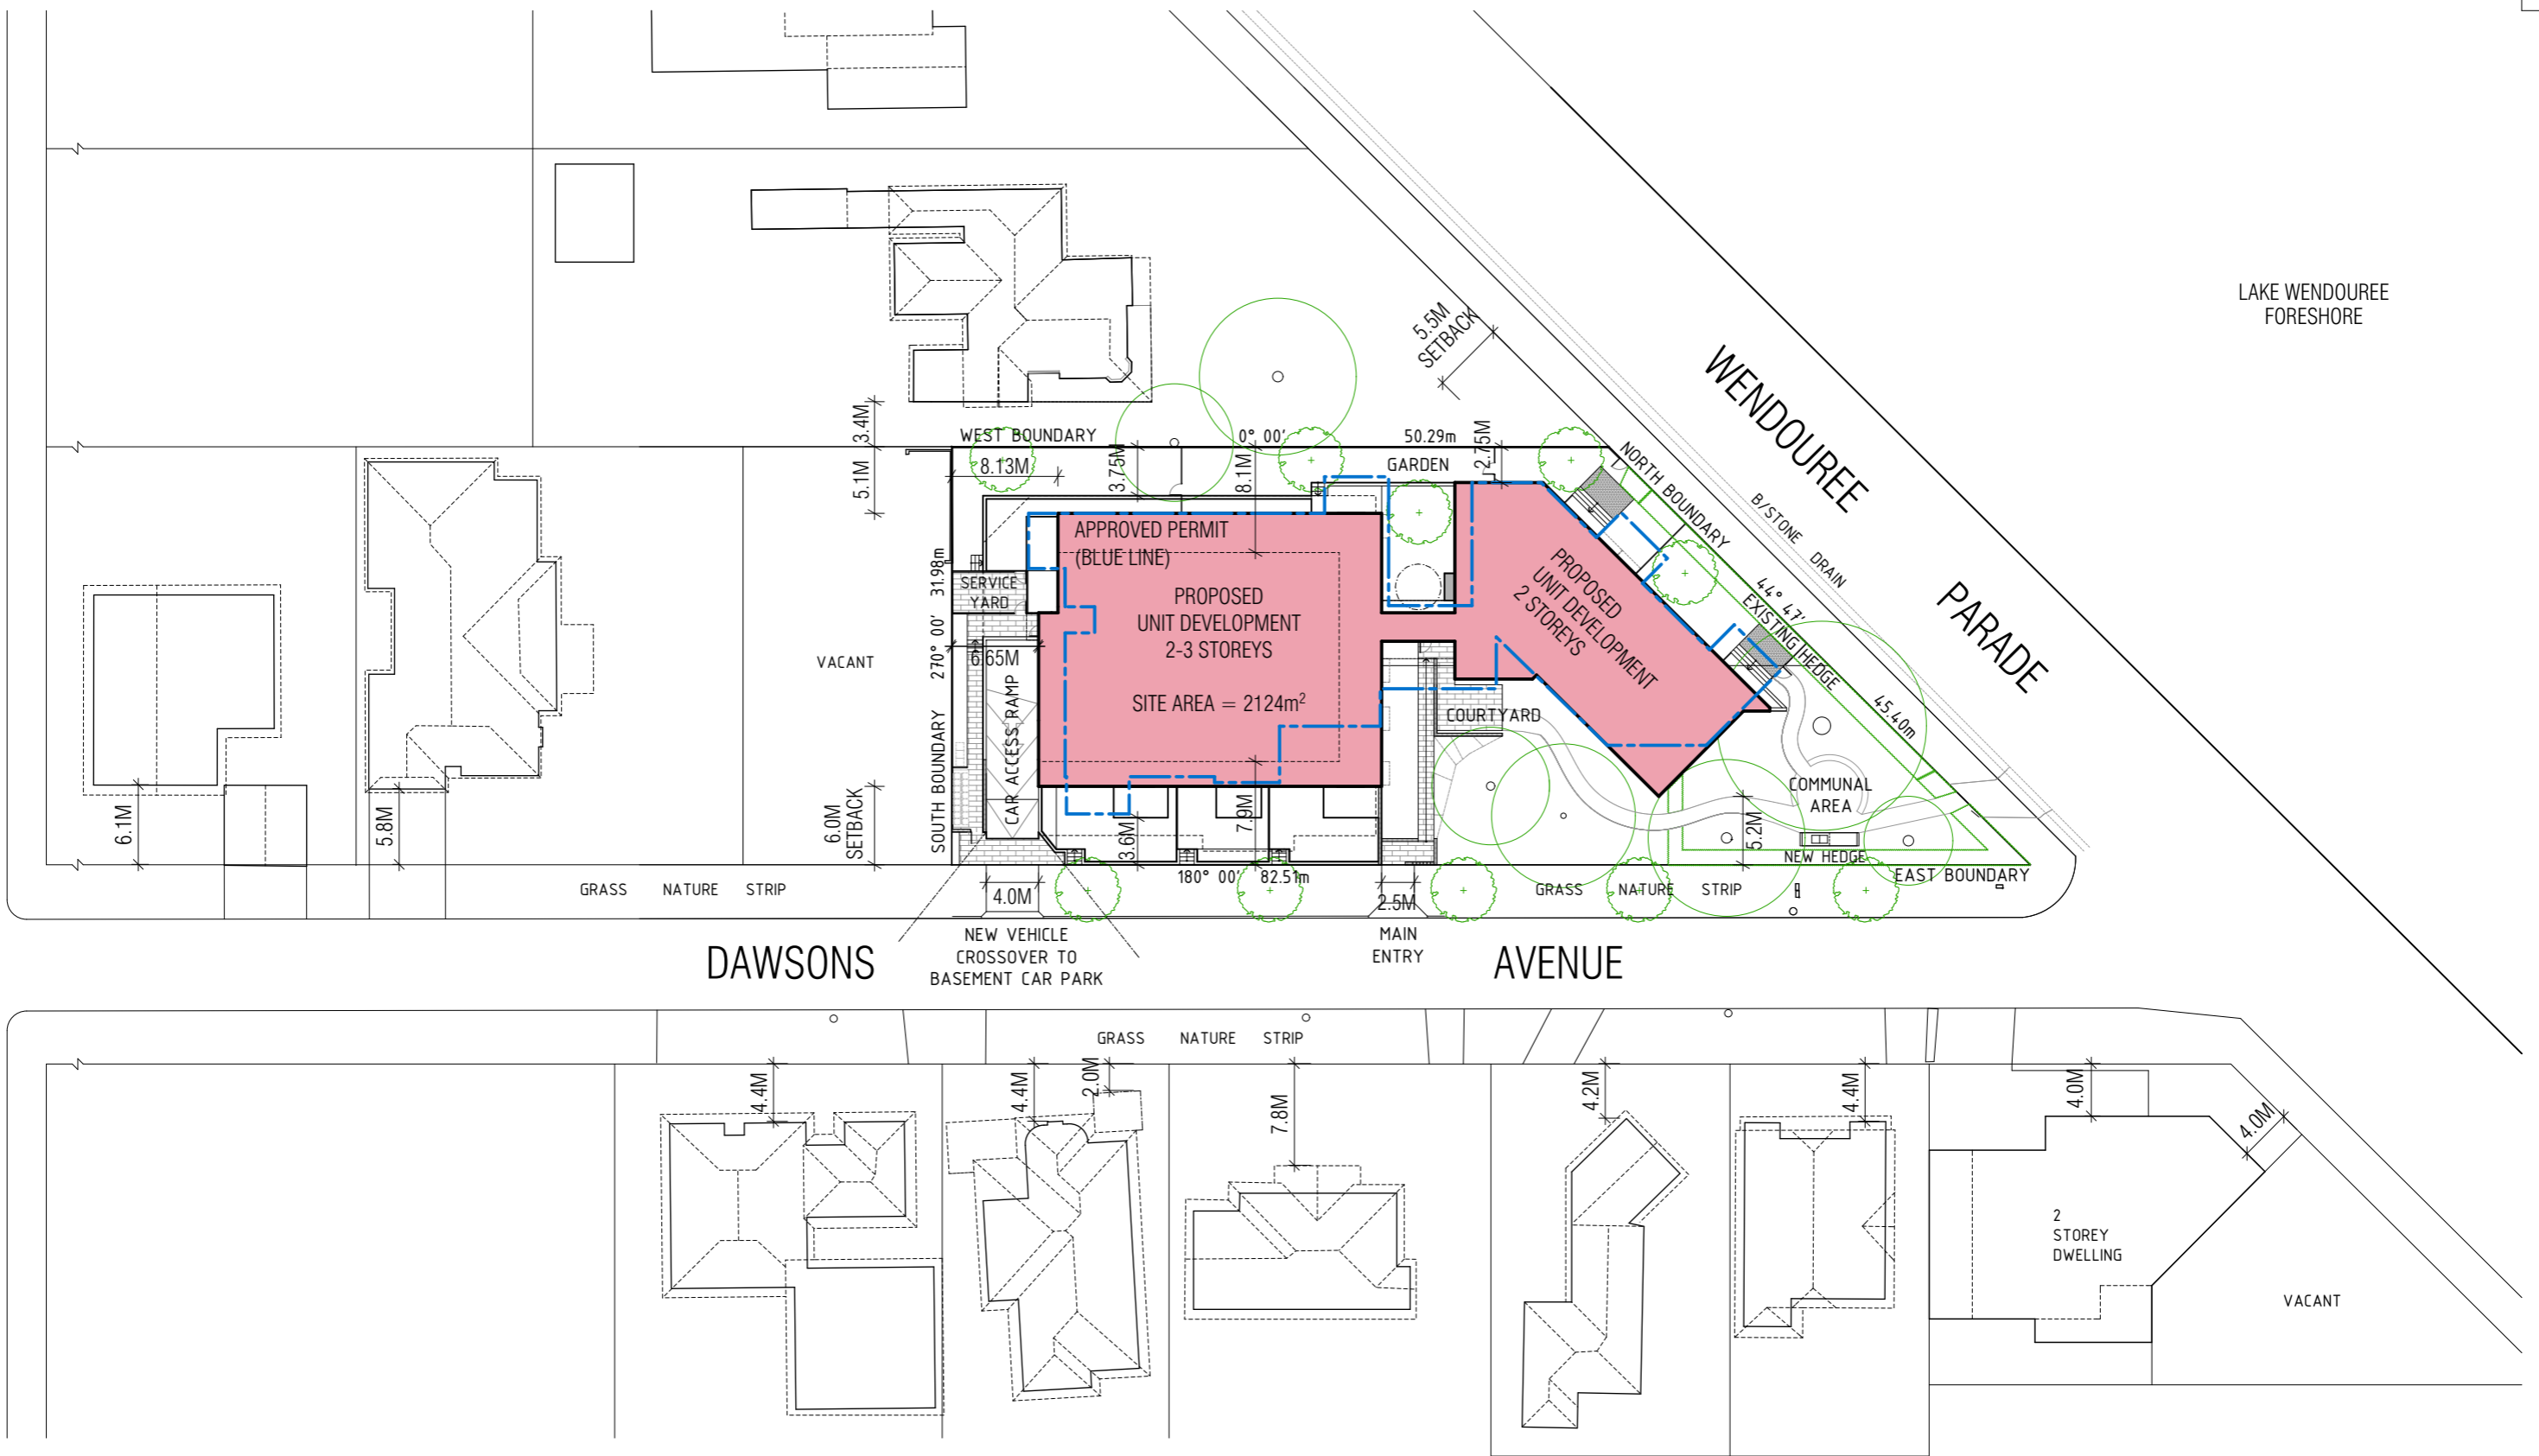 LAKE WENDOUREE
FORESHORE
5.5M
SETBACK
WENDOUREE
PARADE
3.4M
5.1M
WEST BOUNDARY
0° 00'
50.29m
2.75M
8.13M
3.75M
8.1M
GARDEN
NORTH BOUNDARY
B/STONE DRAIN
44° 47'
EXISTING HEDGE
45.40m
APPROVED PERMIT
(BLUE LINE)
PROPOSED
UNIT DEVELOPMENT
2-3 STOREYS
SITE AREA = 2124m²
PROPOSED
UNIT DEVELOPMENT
2 STOREYS
SERVICE
YARD
31.98m
270° 00'
SOUTH BOUNDARY
VACANT
6.65M
CAR ACCESS RAMP
COURTYARD
COMMUNAL
AREA
6.1M
5.8M
6.0M
SETBACK
3.6M
7.9M
5.2M
NEW HEDGE
EAST BOUNDARY
180° 00'
82.51m
GRASS NATURE STRIP
4.0M
2.5M
GRASS NATURE STRIP
NEW VEHICLE
CROSSOVER TO
BASEMENT CAR PARK
MAIN
ENTRY
DAWSONS AVENUE
GRASS NATURE STRIP
4.4M
4.4M
2.0M
7.8M
4.2M
4.4M
4.0M
4.0M
2
STOREY
DWELLING
VACANT